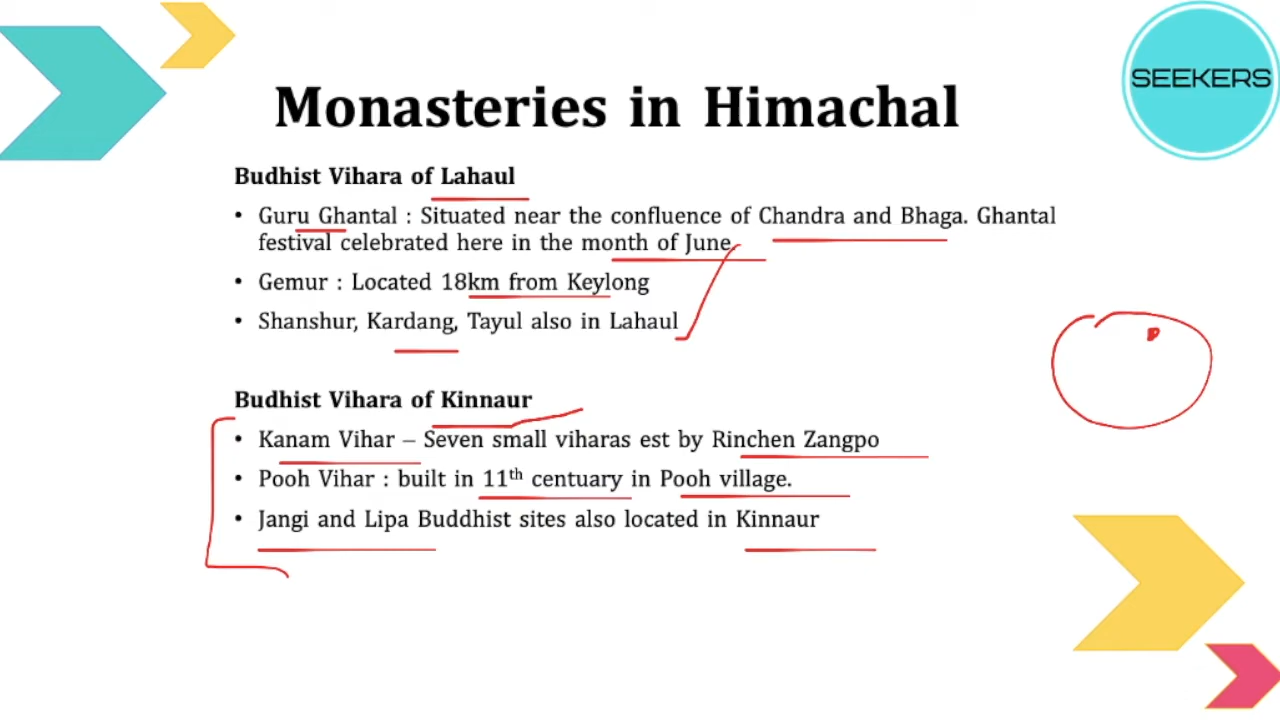 SEEKERS
Monasteries in Himachal
Budhist Vihara of Lahaul
• Guru Ghantal : Situated near the confluence of Chandra and Bhaga. Ghantal
festival celebrated here in the month of June.
• Gemur : Located 18km from Keylong
• Shanshur, Kardang, Tayul also in Lahaul
Budhist Vihara of Kinnaur
• Kanam Vihar – Seven small viharas est by Rinchen Zangpo
• Pooh Vihar : built in 11th centuary in Pooh village.
• Jangi and Lipa Buddhist sites also located in Kinnaur